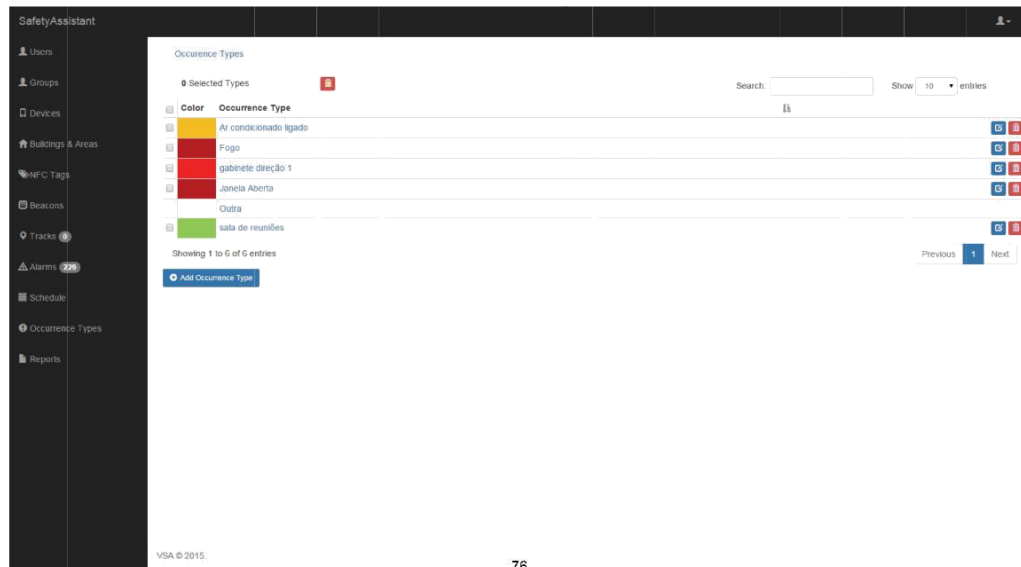 SafetyAssistant
Users
Groups
Devices
Buildings & Areas
NFC Tags
Beacons
Tracks 0
Alarms 229
Schedule
Occurrence Types
Reports
Occurence Types
0 Selected Types
Search:
Show 10 entries
Color Occurrence Type
Ar condicionado ligado
Fogo
gabinete direção 1
Janela Aberta
Outra
sala de reuniões
Showing 1 to 6 of 6 entries
Previous 1 Next
Add Occurrence Type
VSA © 2015.
76